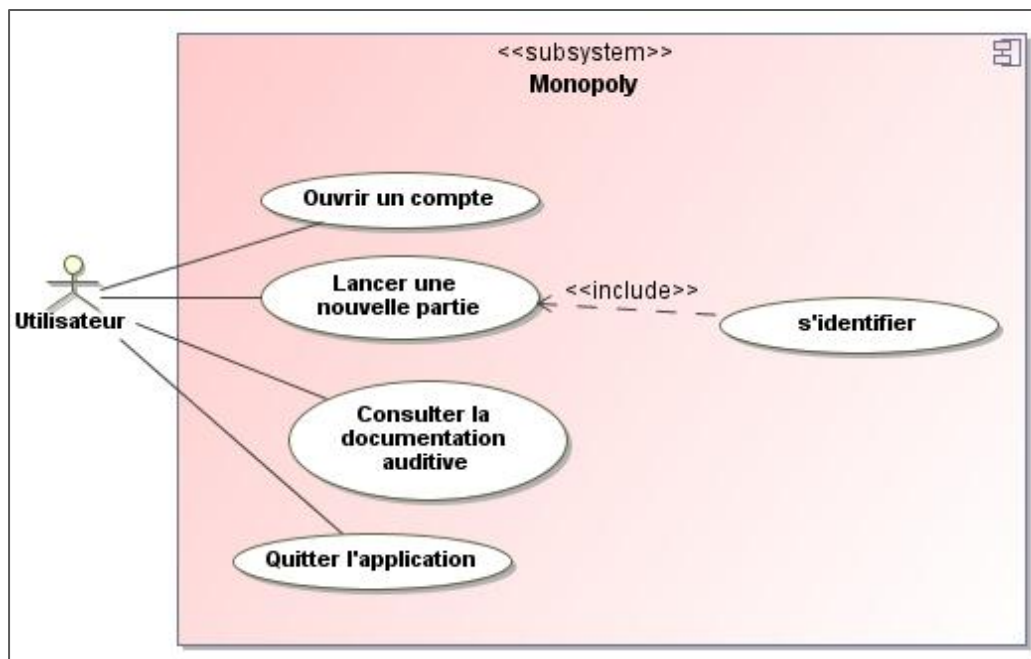 <<subsystem>>
Monopoly
Ouvrir un compte
Lancer une
nouvelle partie
<<include>>
s'identifier
Utilisateur
Consulter la
documentation
auditive
Quitter l'application